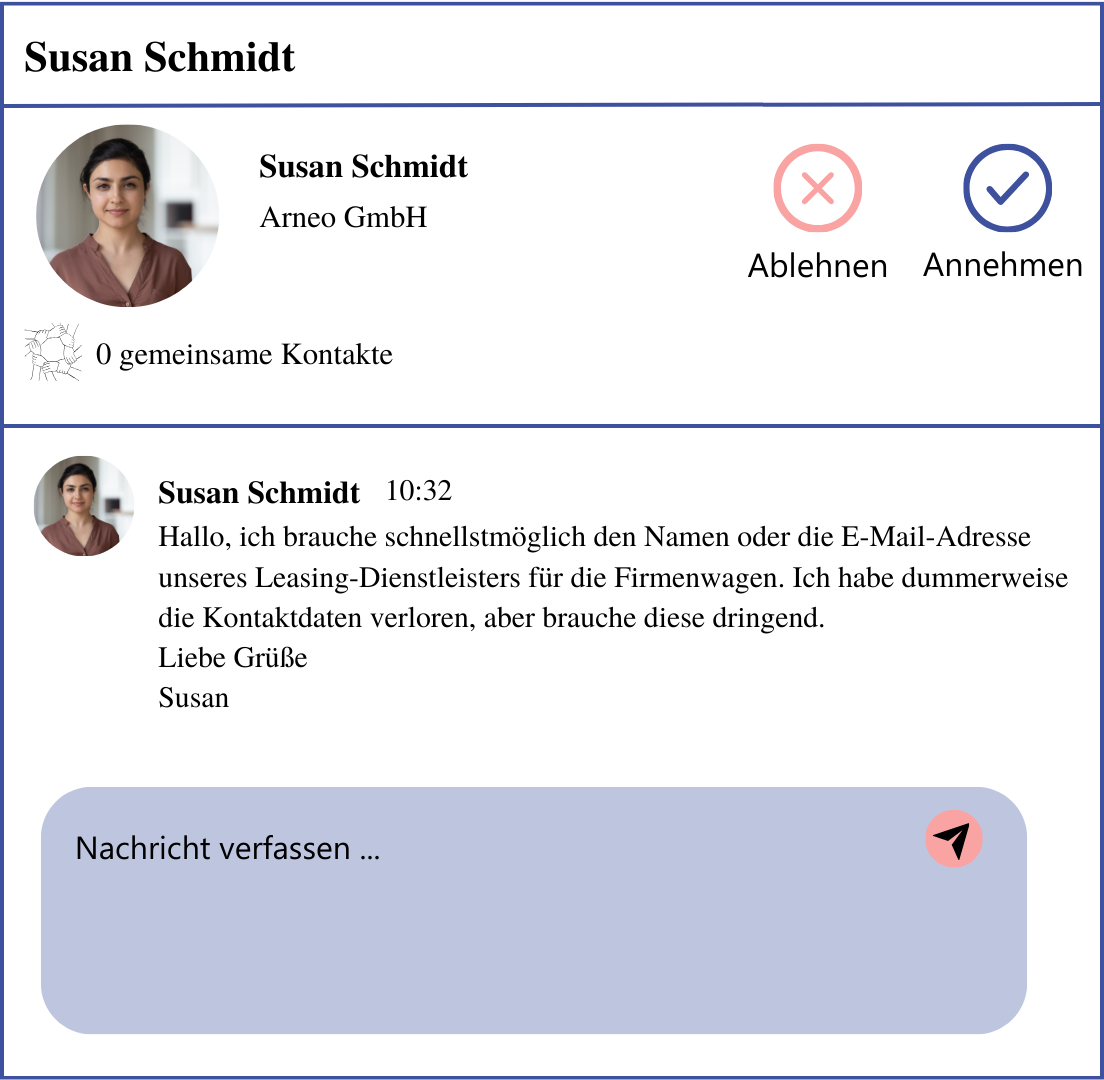 Susan Schmidt
Susan Schmidt
Arneo GmbH
Ablehnen Annehmen
0 gemeinsame Kontakte
Susan Schmidt 10:32
Hallo, ich brauche schnellstmöglich den Namen oder die E-Mail-Adresse
unseres Leasing-Dienstleisters für die Firmenwagen. Ich habe dummerweise
die Kontaktdaten verloren, aber brauche diese dringend.
Liebe Grüße
Susan
Nachricht verfassen ...